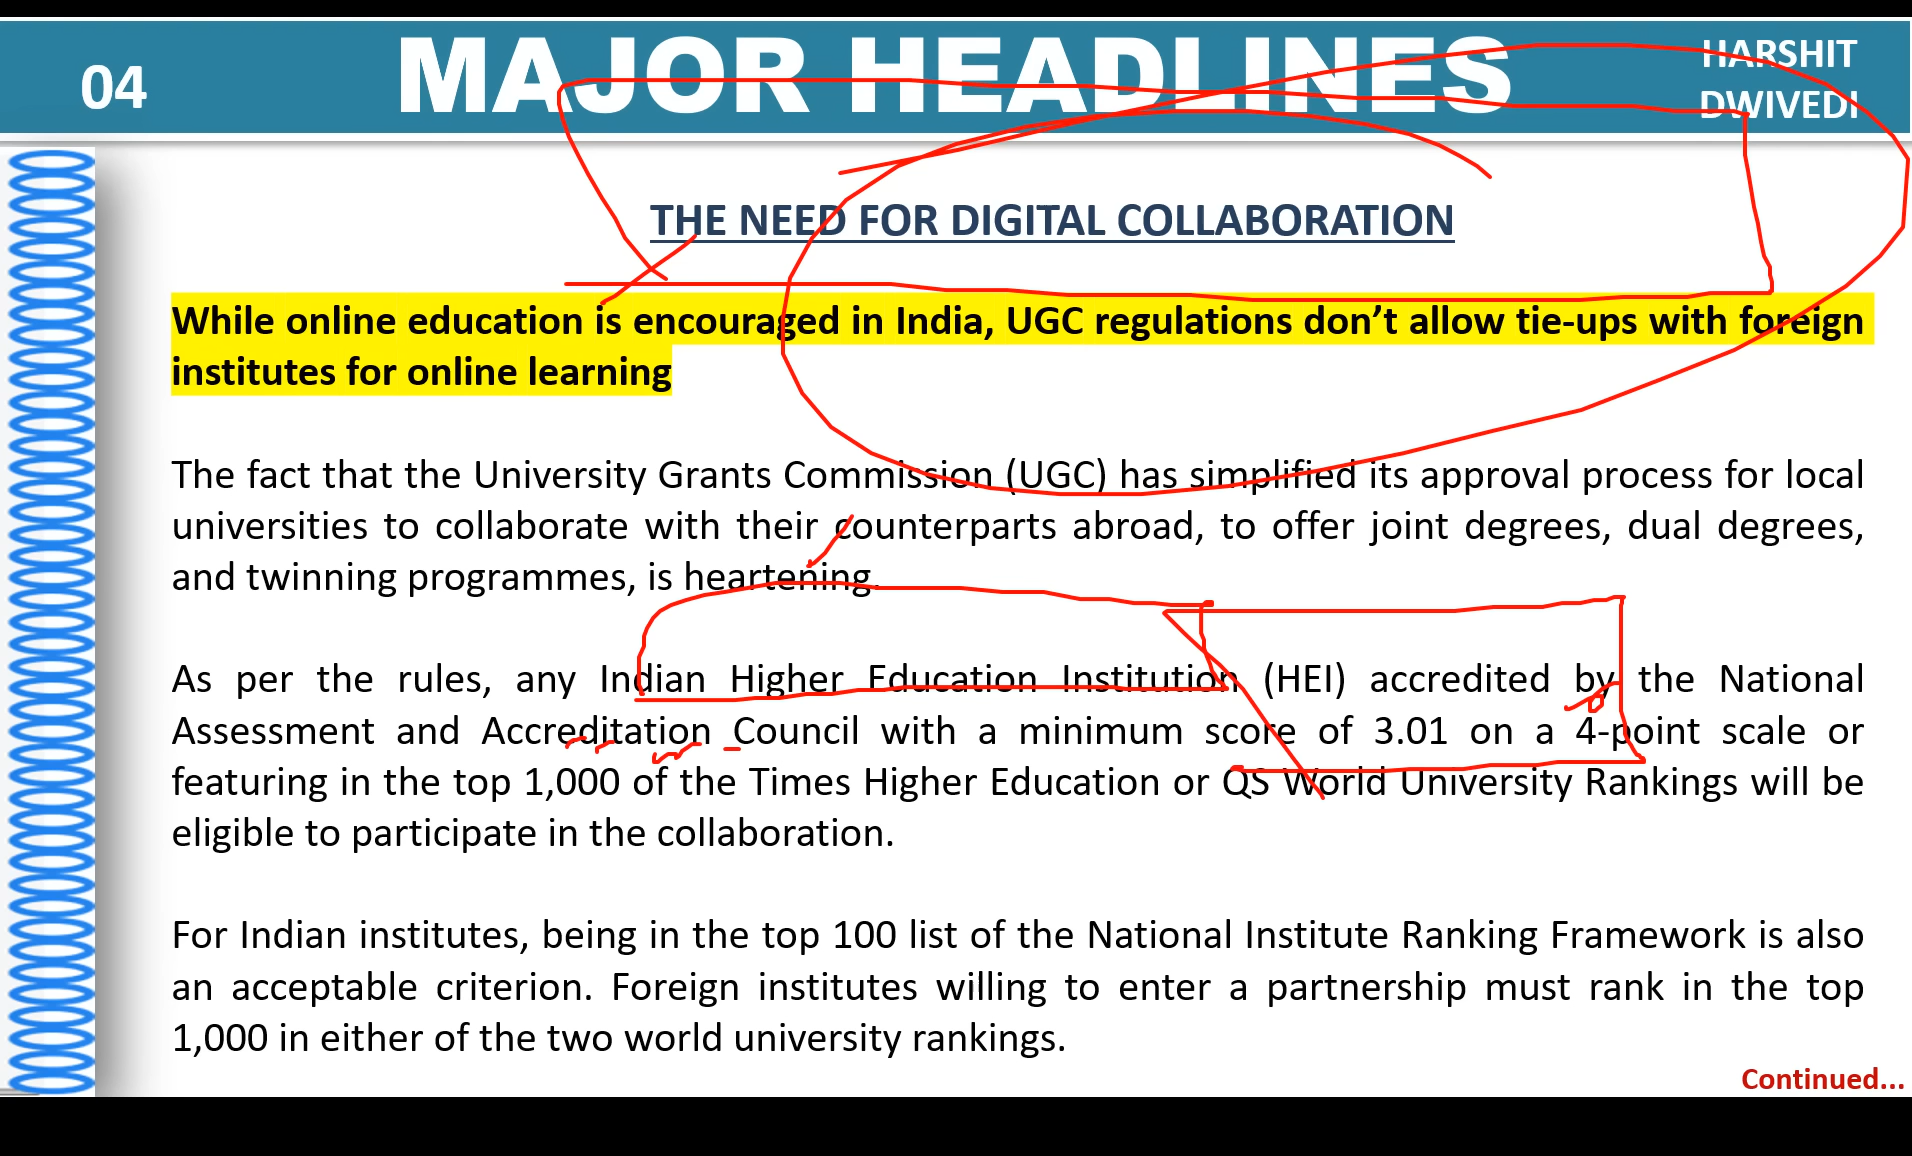 04
MAJOR HEADLINES
HARSHIT
DWIVEDI
THE NEED FOR DIGITAL COLLABORATION
While online education is encouraged in India, UGC regulations don’t allow tie-ups with foreign
institutes for online learning
The fact that the University Grants Commission (UGC) has simplified its approval process for local
universities to collaborate with their counterparts abroad, to offer joint degrees, dual degrees,
and twinning programmes, is heartening.
As per the rules, any Indian Higher Education Institution (HEI) accredited by the National
Assessment and Accreditation Council with a minimum score of 3.01 on a 4-point scale or
featuring in the top 1,000 of the Times Higher Education or QS World University Rankings will be
eligible to participate in the collaboration.
For Indian institutes, being in the top 100 list of the National Institute Ranking Framework is also
an acceptable criterion. Foreign institutes willing to enter a partnership must rank in the top
1,000 in either of the two world university rankings.
Continued...